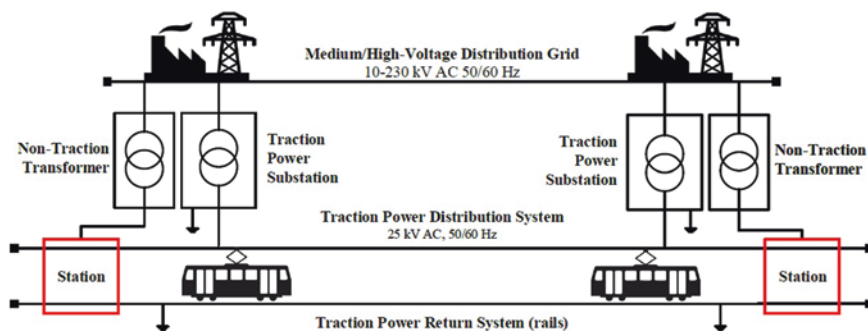 Medium/High-Voltage Distribution Grid
10-230 kV AC 50/60 Hz
Non-Traction
Transformer
Traction
Power
Substation
Traction
Power
Substation
Non-Traction
Transformer
Traction Power Distribution System
25 kV AC, 50/60 Hz
Station
Station
Traction Power Return System (rails)